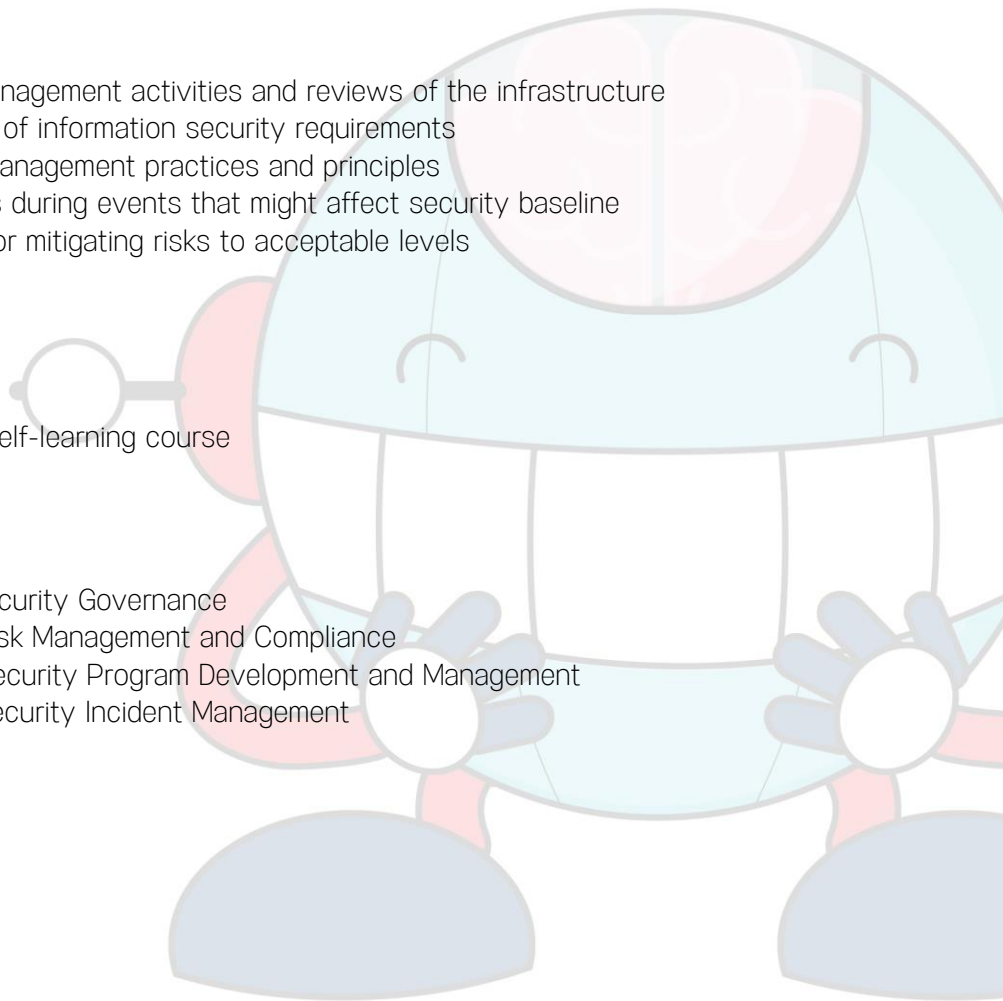 nagement activities and reviews of the infrastructure
of information security requirements
anagement practices and principles
s during events that might affect security baseline
or mitigating risks to acceptable levels
elf-learning course
curity Governance
sk Management and Compliance
ecurity Program Development and Management
ecurity Incident Management